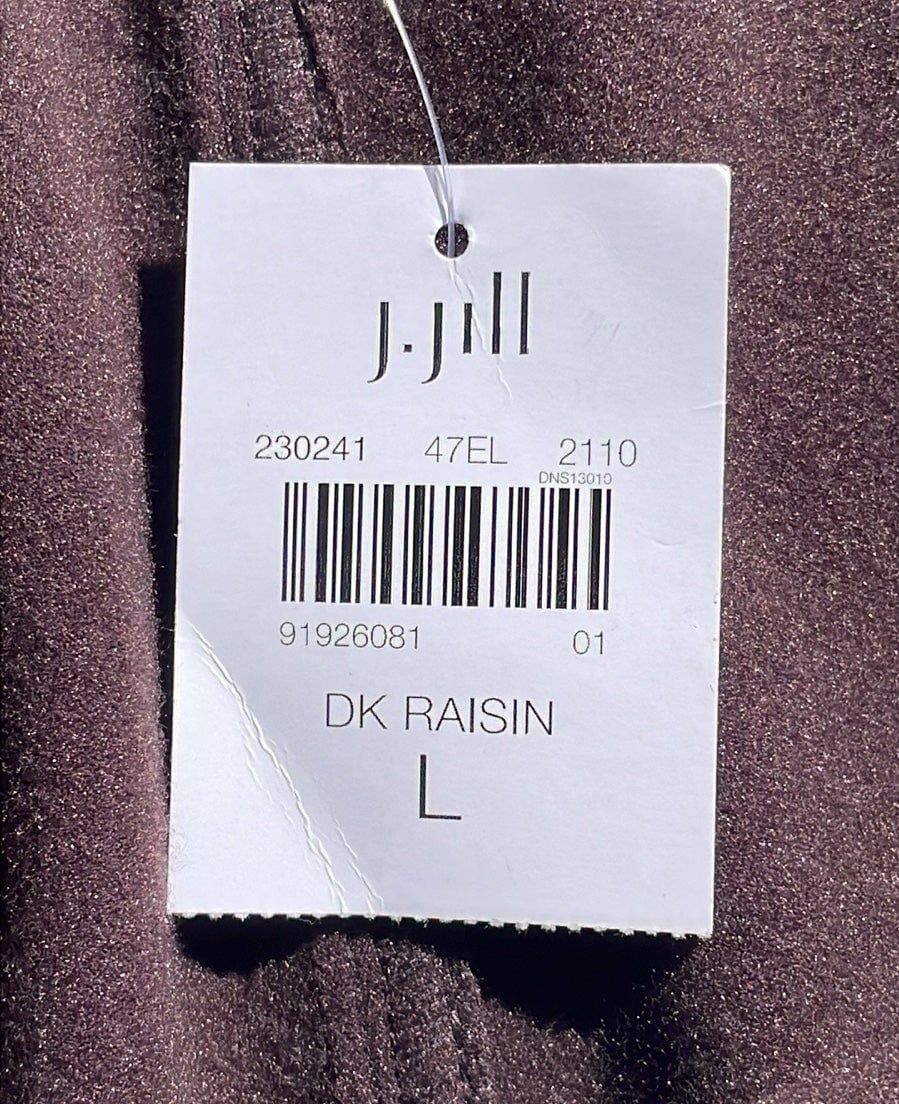 J.Jill
230241 47EL 2110
DNS13010
91926081 01
DK RAISIN
L